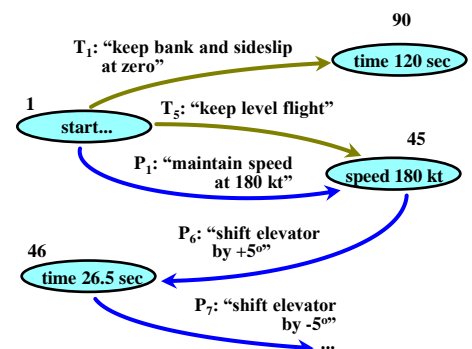 90
T₁: “keep bank and sideslip
at zero”
time 120 sec
1
start...
T₅: “keep level flight”
45
P₁: “maintain speed
at 180 kt”
speed 180 kt
P₆: “shift elevator
by +5º”
46
time 26.5 sec
P₇: “shift elevator
by -5º”
...